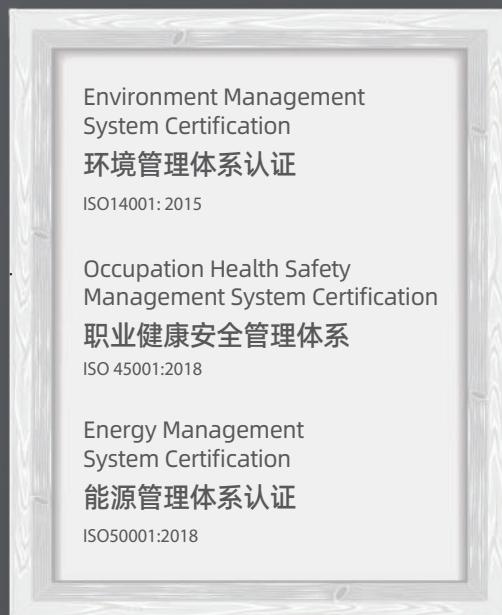 Environment Management
System Certification
环境管理体系认证
ISO14001: 2015
Occupation Health Safety
Management System Certification
职业健康安全管理体系
ISO 45001:2018
Energy Management
System Certification
能源管理体系认证
ISO50001:2018